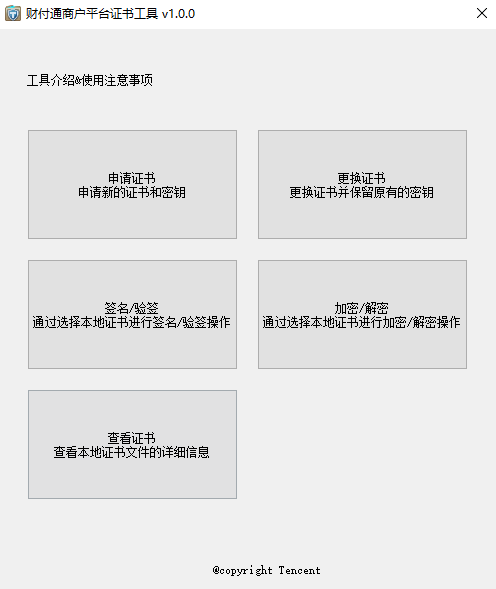 财付通商户平台证书工具 v1.0.0
工具介绍&使用注意事项
申请证书
申请新的证书和密钥
更换证书
更换证书并保留原有的密钥
签名/验签
通过选择本地证书进行签名/验签操作
加密/解密
通过选择本地证书进行加密/解密操作
查看证书
查看本地证书文件的详细信息
@copyright Tencent